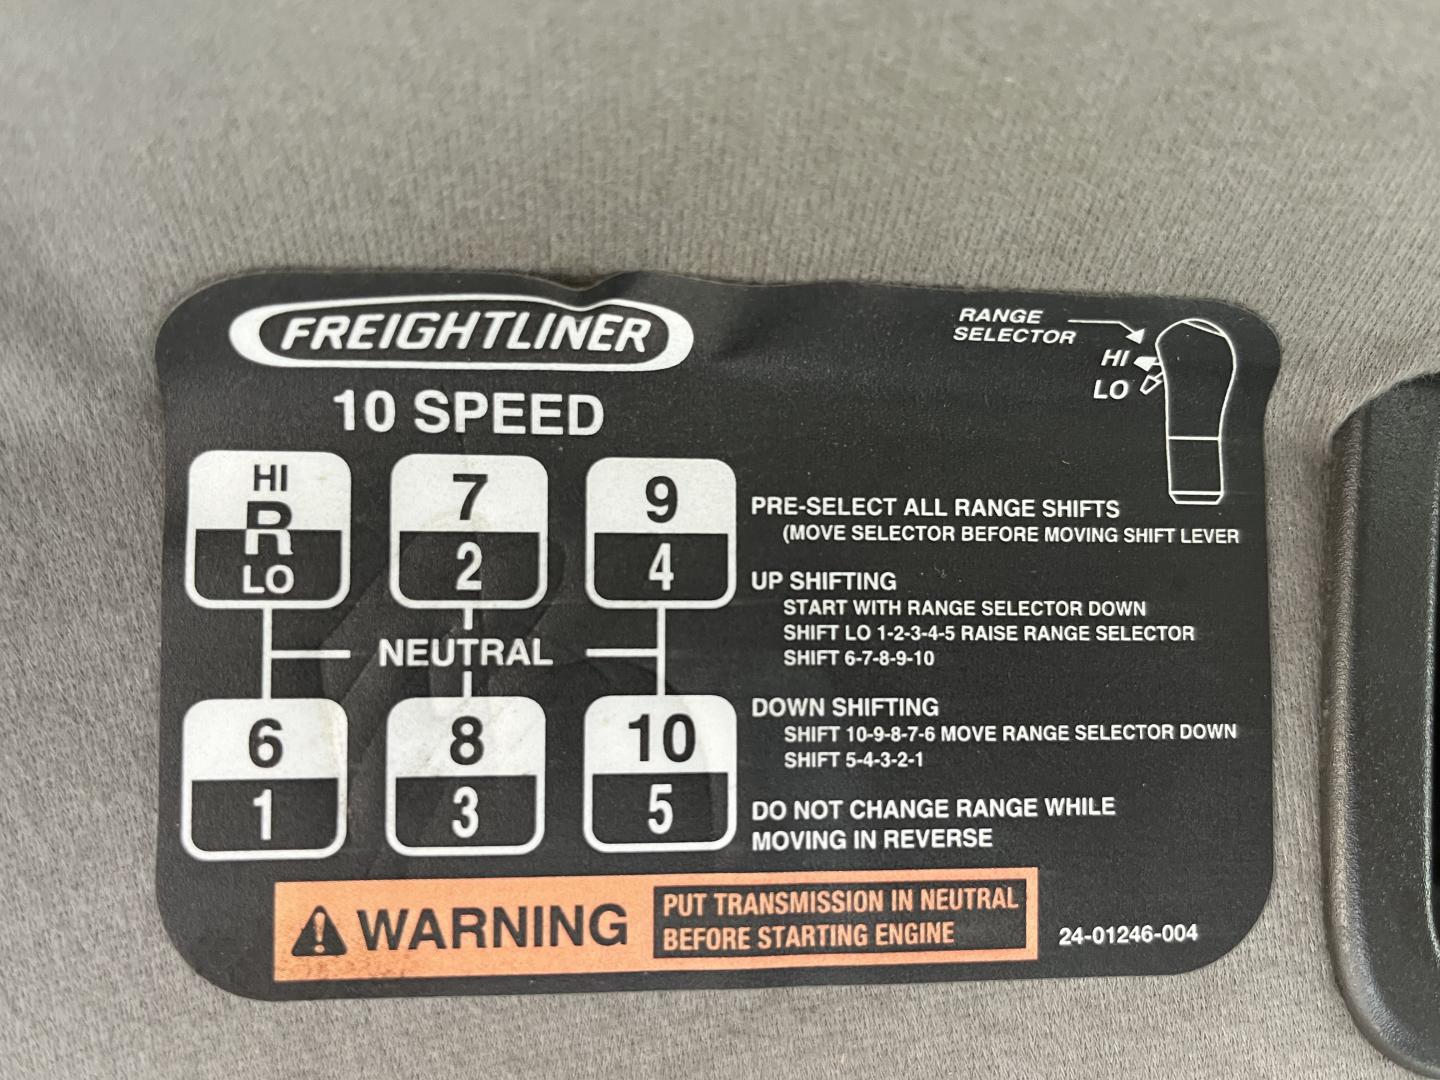 FREIGHTLINER
10 SPEED
RANGE
SELECTOR
HI
LO
HI
R
LO
7
2
9
4
NEUTRAL
6
1
8
3
10
5
PRE-SELECT ALL RANGE SHIFTS
(MOVE SELECTOR BEFORE MOVING SHIFT LEVER
UP SHIFTING
START WITH RANGE SELECTOR DOWN
SHIFT LO 1-2-3-4-5 RAISE RANGE SELECTOR
SHIFT 6-7-8-9-10
DOWN SHIFTING
SHIFT 10-9-8-7-6 MOVE RANGE SELECTOR DOWN
SHIFT 5-4-3-2-1
DO NOT CHANGE RANGE WHILE
MOVING IN REVERSE
WARNING
PUT TRANSMISSION IN NEUTRAL
BEFORE STARTING ENGINE
24-01246-004